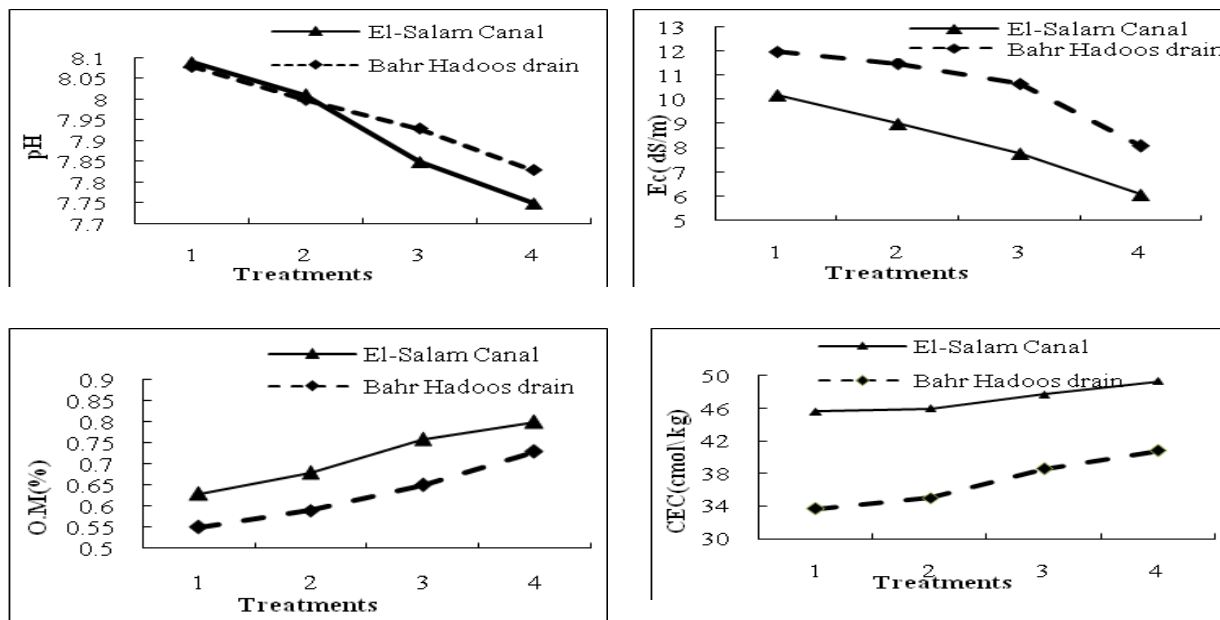 El-Salam Canal
Bahr Hadoos drain
8.1
8.05
8
7.95
7.9
7.85
7.8
7.75
7.7
pH
1 2 3 4
Treatments
El-Salam Canal
Bahr Hadoos drain
13
12
11
10
9
8
7
6
5
Ec(dS/m)
1 2 3 4
Treatments
El-Salam Canal
Bahr Hadoos drain
0.9
0.85
0.8
0.75
0.7
0.65
0.6
0.55
0.5
O.M(%)
1 2 3 4
Treatments
El-Salam Canal
Bahr Hadoos drain
50
46
42
38
34
30
CEC(cmol\kg)
1 2 3 4
Treatments